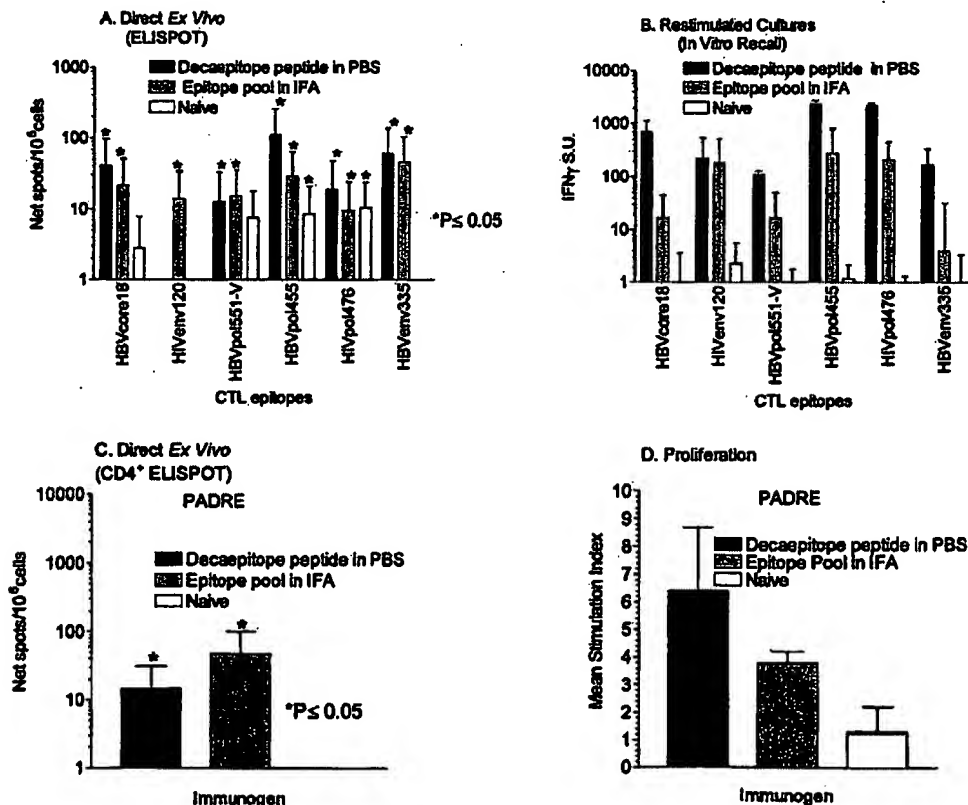 A. Direct Ex Vivo
(ELISPOT)
Net spots/10⁶cells
1000
100
10
1
Decaepitope peptide in PBS
Epitope pool in IFA
Naive
* * * * * * * * * * * *
*P≤ 0.05
HBVcore18
HIVenv120
HBVpol551-V
HBVpol455
HIVpol476
HBVenv335
CTL epitopes
B. Restimulated Cultures
(In Vitro Recall)
IFNγ S.U.
10000
1000
100
10
1
Decaepitope peptide in PBS
Epitope pool in IFA
Naive
HBVcore18
HIVenv120
HBVpol551-V
HBVpol455
HIVpol476
HBVenv335
CTL epitopes
C. Direct Ex Vivo
(CD4⁺ ELISPOT)
PADRE
Net spots/10⁶cells
10000
1000
100
10
1
Decaepitope peptide in PBS
Epitope pool in IFA
Naive
* *
*P≤ 0.05
Immunogen
D. Proliferation
PADRE
Mean Stimulation Index
10
9
8
7
6
5
4
3
2
1
0
Decaepitope peptide in PBS
Epitope Pool in IFA
Naive
Immunogen